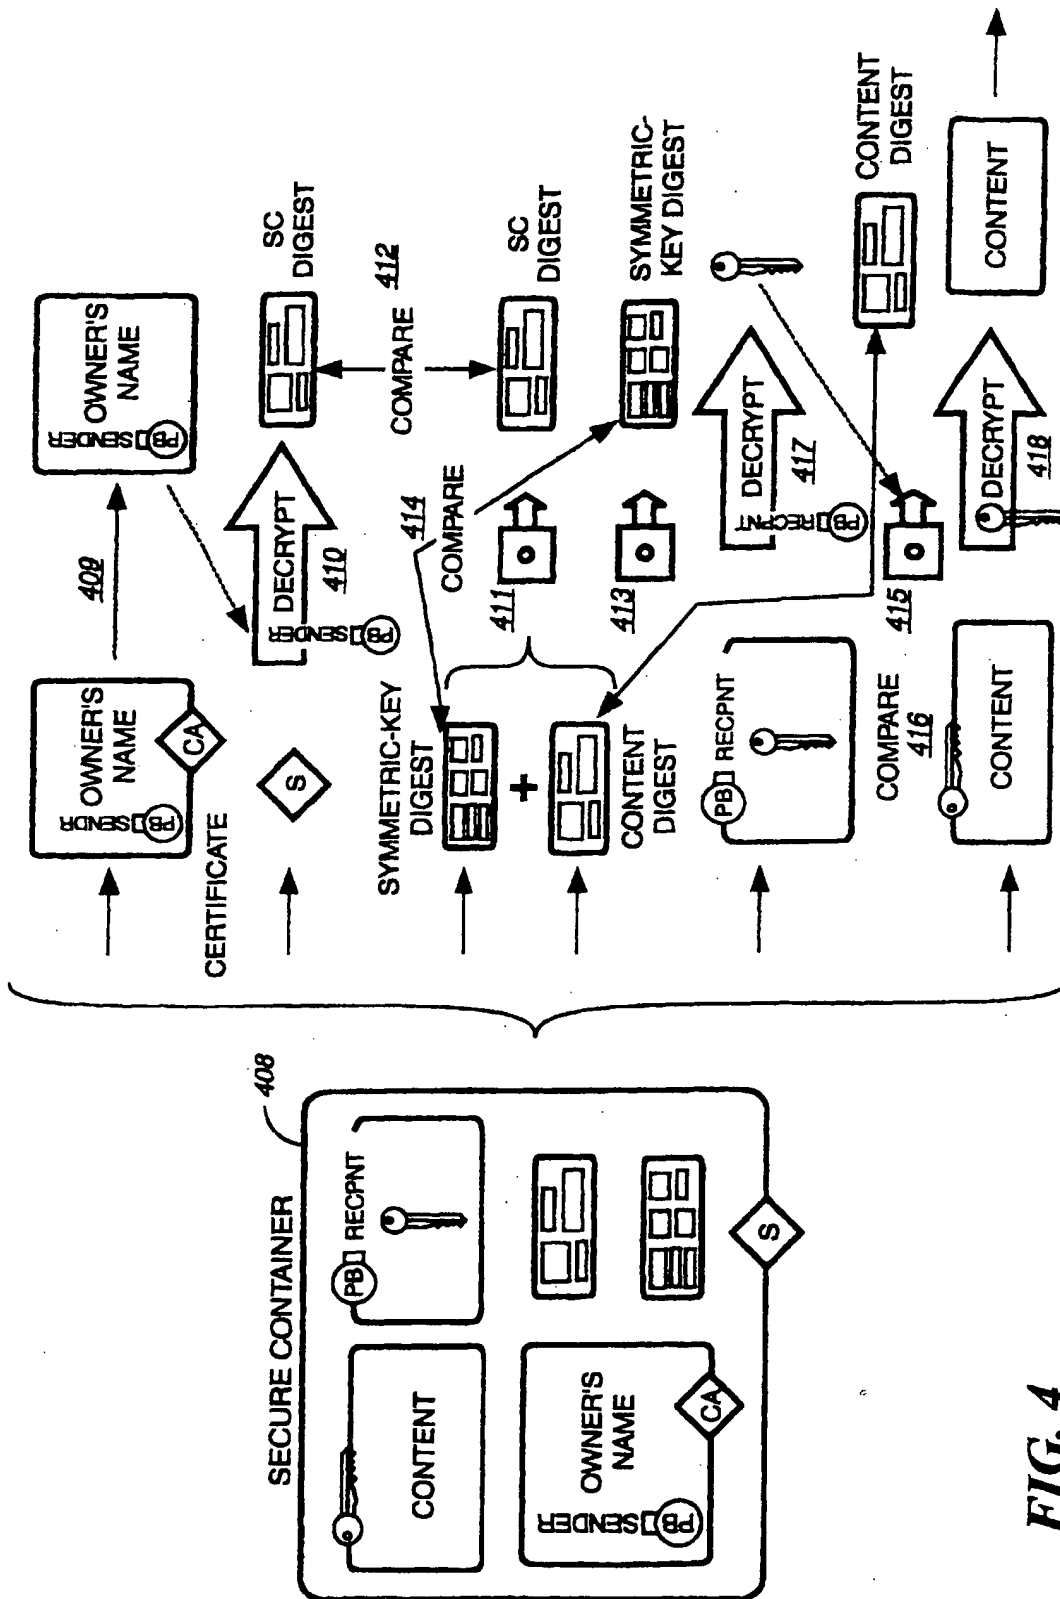 SECURE CONTAINER
408
CONTENT
PB RECPNT
OWNER'S
NAME
PB SENDER
CA
S
OWNER'S
NAME
PB SENDR
CA
CERTIFICATE
409
OWNER'S
NAME
PB SENDER
S
PB SENDER
DECRYPT
410
SC
DIGEST
COMPARE 412
SYMMETRIC-KEY
DIGEST
+
CONTENT
DIGEST
414
COMPARE
411
SC
DIGEST
413
SYMMETRIC-
KEY DIGEST
PB RECPNT
PB RECPNT
DECRYPT
417
COMPARE
416
415
CONTENT
DIGEST
CONTENT
DECRYPT
418
CONTENT
FIG. 4